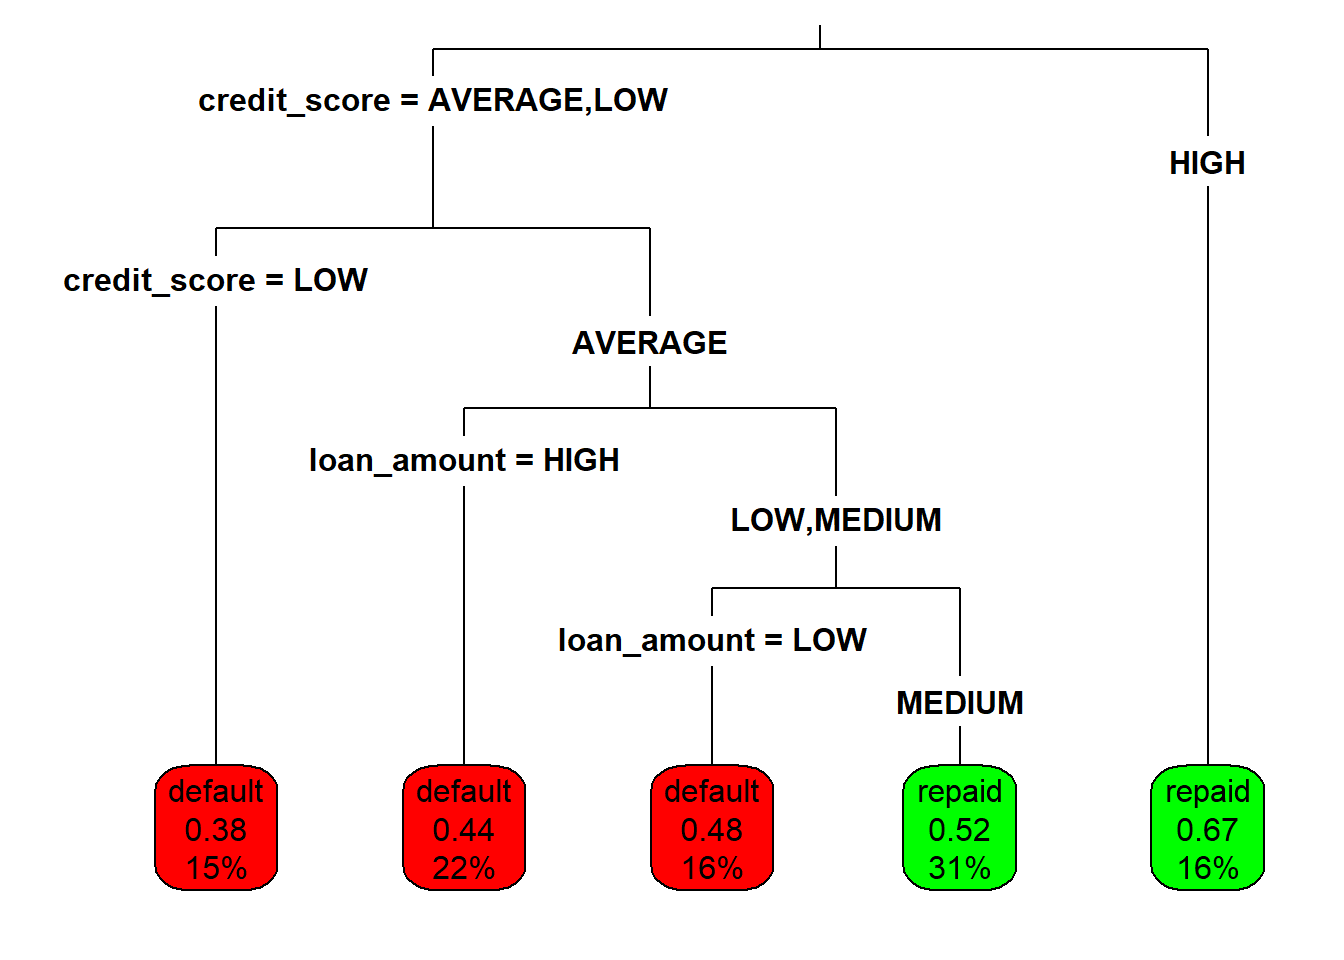 credit_score = AVERAGE,LOW
HIGH
credit_score = LOW
AVERAGE
loan_amount = HIGH
LOW,MEDIUM
loan_amount = LOW
MEDIUM
default
0.38
15%
default
0.44
22%
default
0.48
16%
repaid
0.52
31%
repaid
0.67
16%